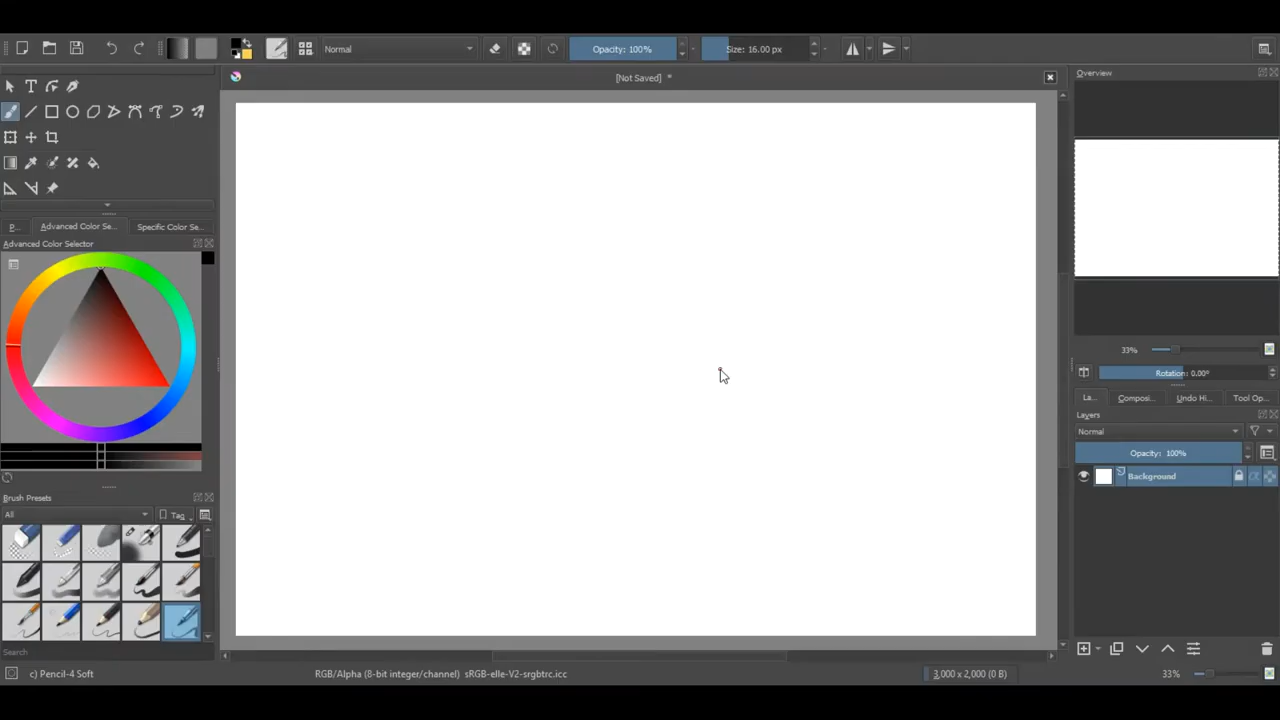 Normal
Opacity: 100%
Size: 16.00 px
[Not Saved] *
Overview
P...
Advanced Color Se...
Specific Color Se...
Advanced Color Selector
33%
Rotation: 0.00°
La...
Composi...
Undo Hi...
Tool Op...
Layers
Normal
Opacity: 100%
Background
Brush Presets
All
Tag
Search
c) Pencil-4 Soft
RGB/Alpha (8-bit integer/channel) sRGB-elle-V2-srgbtrc.icc
3,000 x 2,000 (0 B)
33%